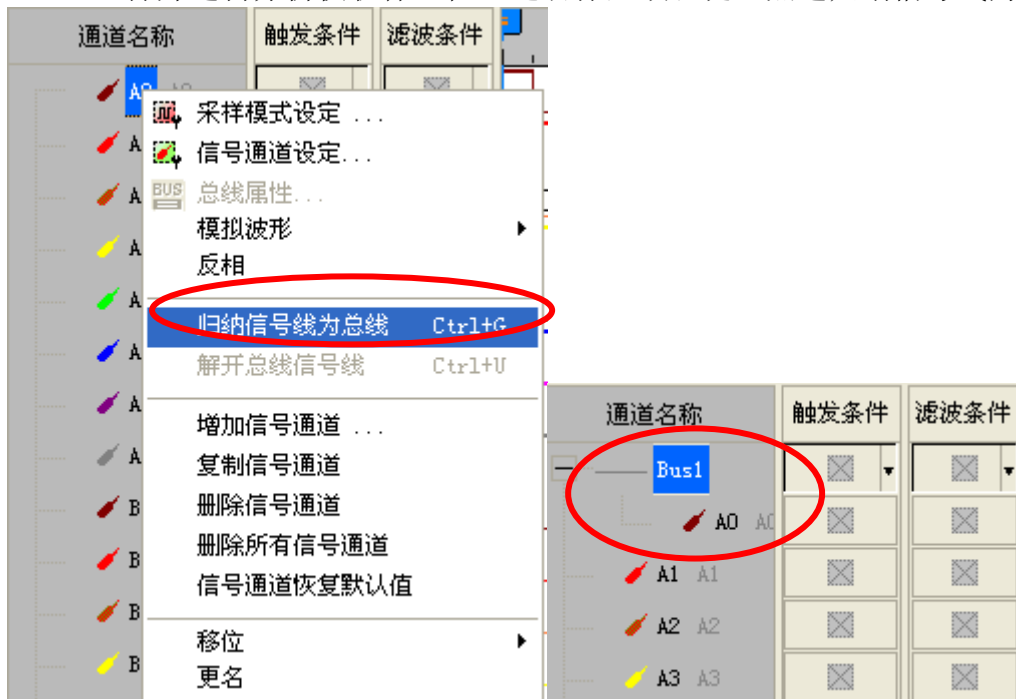 通道名称 触发条件 滤波条件
A0 A0
采样模式设定 ...
A
信号通道设定...
A
BUS 总线属性...
模拟波形
A
反相
A
归纳信号线为总线 Ctrl+G
A
解开总线信号线 Ctrl+U
A
增加信号通道 ...
A
复制信号通道
B
删除信号通道
删除所有信号通道
B
信号通道恢复默认值
B
移位
B
更名
通道名称 触发条件 滤波条件
Bus1
A0 A0
A1 A1
A2 A2
A3 A3